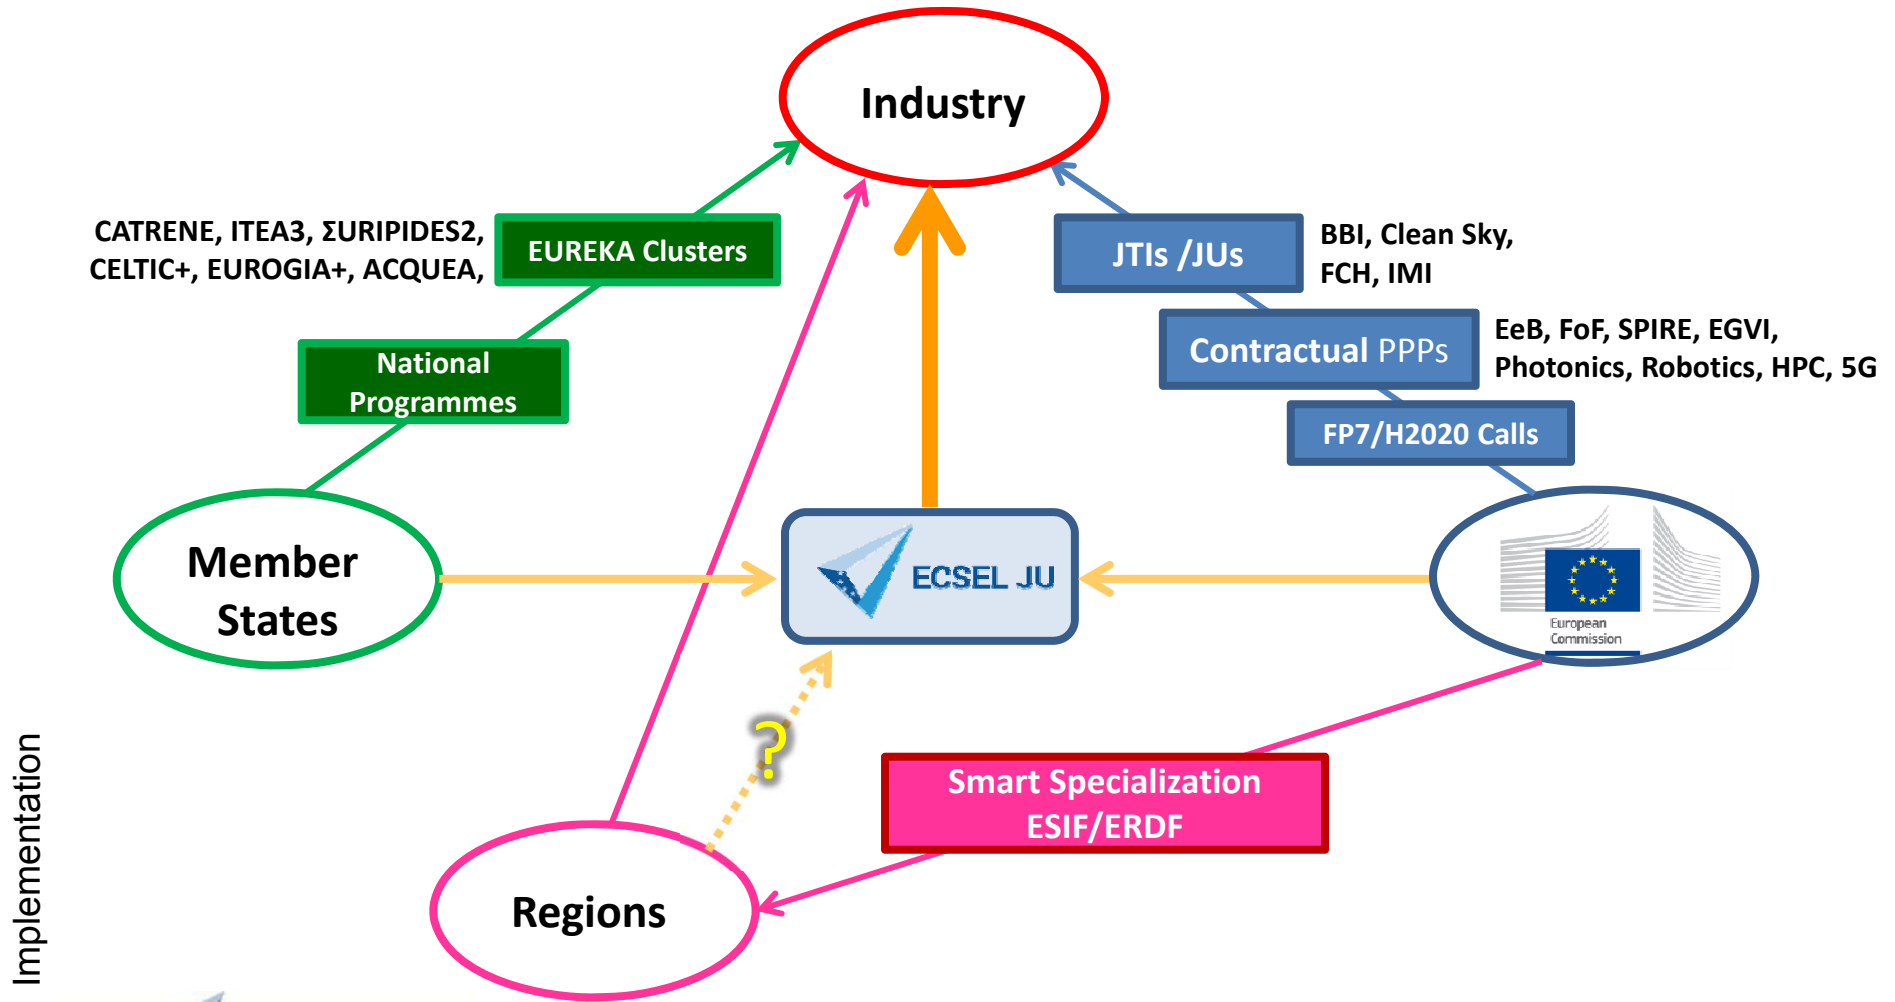 Industry
CATRENE, ITEA3, ΣURIPIDES2,
CELTIC+, EUROGIA+, ACQUEA,
EUREKA Clusters
JTIs /JUs
BBI, Clean Sky,
FCH, IMI
National
Programmes
Contractual PPPs
EeB, FoF, SPIRE, EGVI,
Photonics, Robotics, HPC, 5G
FP7/H2020 Calls
Member
States
ECSEL JU
European
Commission
?
Smart Specialization
ESIF/ERDF
Regions
Implementation